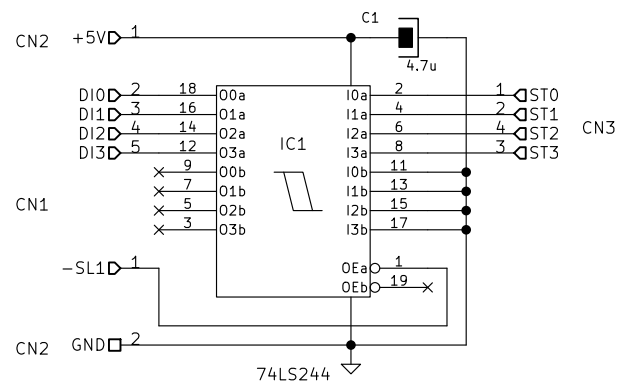 C1
CN2 +5V 1
4.7u
DI0 2 18 O0a I0a 2 1 ST0
DI1 3 16 O1a I1a 4 2 ST1
DI2 4 14 O2a I2a 6 4 ST2
CN3
DI3 5 12 O3a IC1 I3a 8 3 ST3
9 O0b I0b 11
7 O1b I1b 13
CN1
5 O2b I2b 15
3 O3b I3b 17
-SL1 1 OEa 1
OEb 19
CN2 GND 2
74LS244